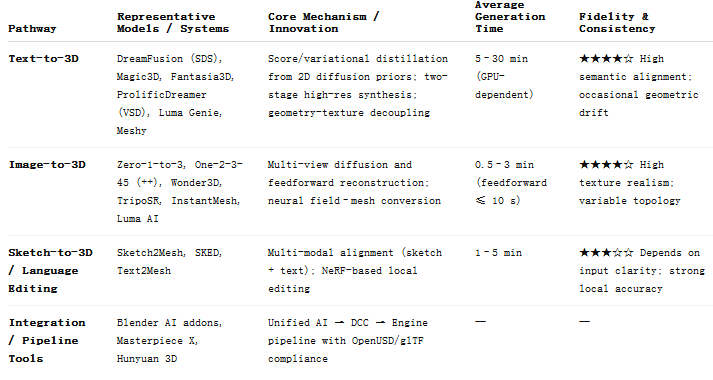 Pathway
Representative
Models / Systems
Core Mechanism /
Innovation
Average
Generation
Time
Fidelity &
Consistency
Text-to-3D
DreamFusion (SDS),
Magic3D, Fantasia3D,
ProlificDreamer
(VSD), Luma Genie,
Meshy
Score/variational distillation
from 2D diffusion priors; two-
stage high-res synthesis;
geometry-texture decoupling
5–30 min
(GPU-
dependent)
★★★★☆ High
semantic alignment;
occasional geometric
drift
Image-to-3D
Zero-1-to-3, One-2-3-
45 (++), Wonder3D,
TripoSR, InstantMesh,
Luma AI
Multi-view diffusion and
feedforward reconstruction;
neural field–mesh conversion
0.5–3 min
(feedforward
≤ 10 s)
★★★★☆ High
texture realism;
variable topology
Sketch-to-3D
/ Language
Editing
Sketch2Mesh, SKED,
Text2Mesh
Multi-modal alignment (sketch
+ text); NeRF-based local
editing
1–5 min
★★★☆☆ Depends on
input clarity; strong
local accuracy
Integration
/ Pipeline
Tools
Blender AI addons,
Masterpiece X,
Hunyuan 3D
Unified AI → DCC → Engine
pipeline with OpenUSD/glTF
compliance
—
—